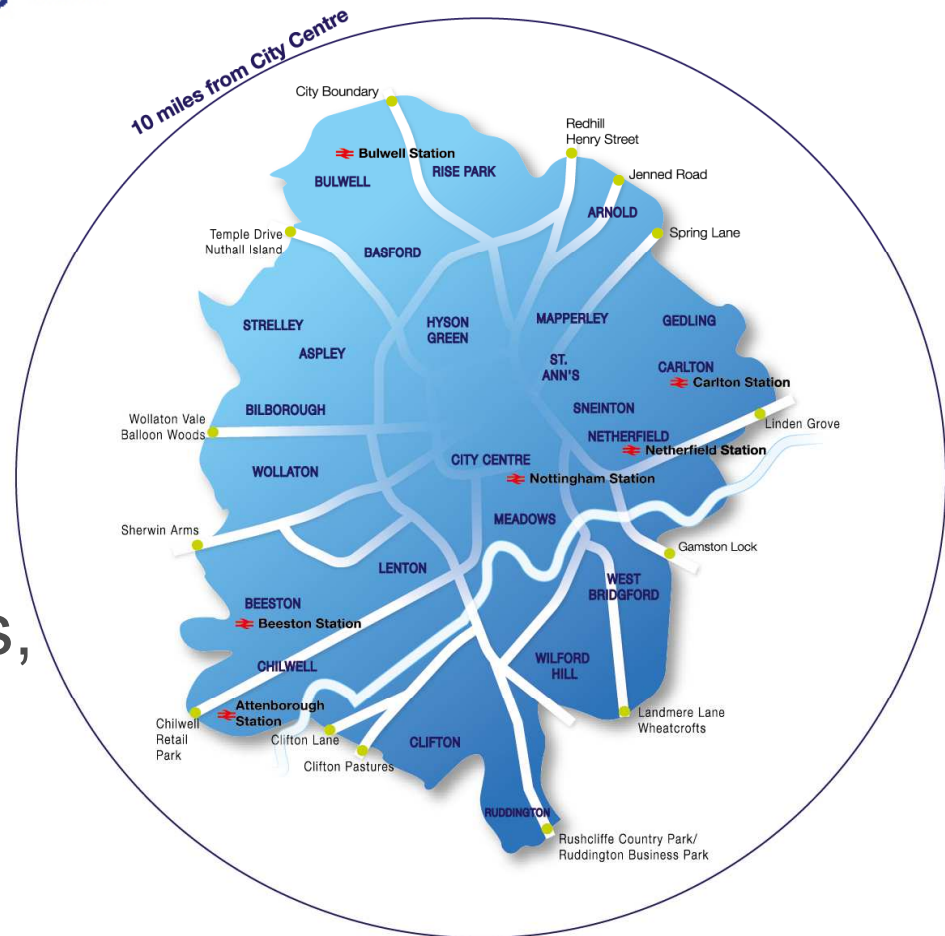 10 miles from City Centre
City Boundary
Redhill
Henry Street
Bulwell Station
RISE PARK
Jenned Road
BULWELL
ARNOLD
Temple Drive
Nuthall Island
Spring Lane
BASFORD
STRELLEY
HYSON
GREEN
MAPPERLEY
GEDLING
ASPLEY
ST.
ANN'S
CARLTON
Carlton Station
BILBOROUGH
SNEINTON
Wollaton Vale
Balloon Woods
Linden Grove
NETHERFIELD
Netherfield Station
CITY CENTRE
WOLLATON
Nottingham Station
MEADOWS
Sherwin Arms
Gamston Lock
LENTON
WEST
BRIDGFORD
BEESTON
Beeston Station
s,
CHILWELL
WILFORD
HILL
Attenborough
Station
Chilwell
Retail
Park
Landmere Lane
Wheatcrofts
Clifton Lane
CLIFTON
Clifton Pastures
RUDDINGTON
Rushcliffe Country Park/
Ruddington Business Park